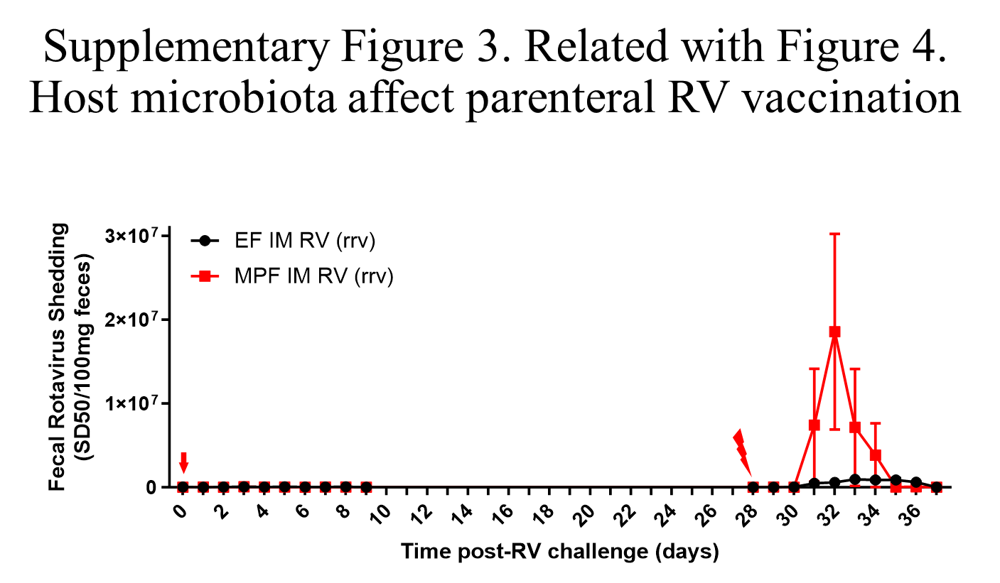 Supplementary Figure 3. Related with Figure 4.
Host microbiota affect parenteral RV vaccination
Fecal Rotavirus Shedding
(SD50/100mg feces)
3×10⁷
2×10⁷
1×10⁷
0
EF IM RV (rrv)
MPF IM RV (rrv)
0 2 4 6 8 10 12 14 16 18 20 22 24 26 28 30 32 34 36
Time post-RV challenge (days)